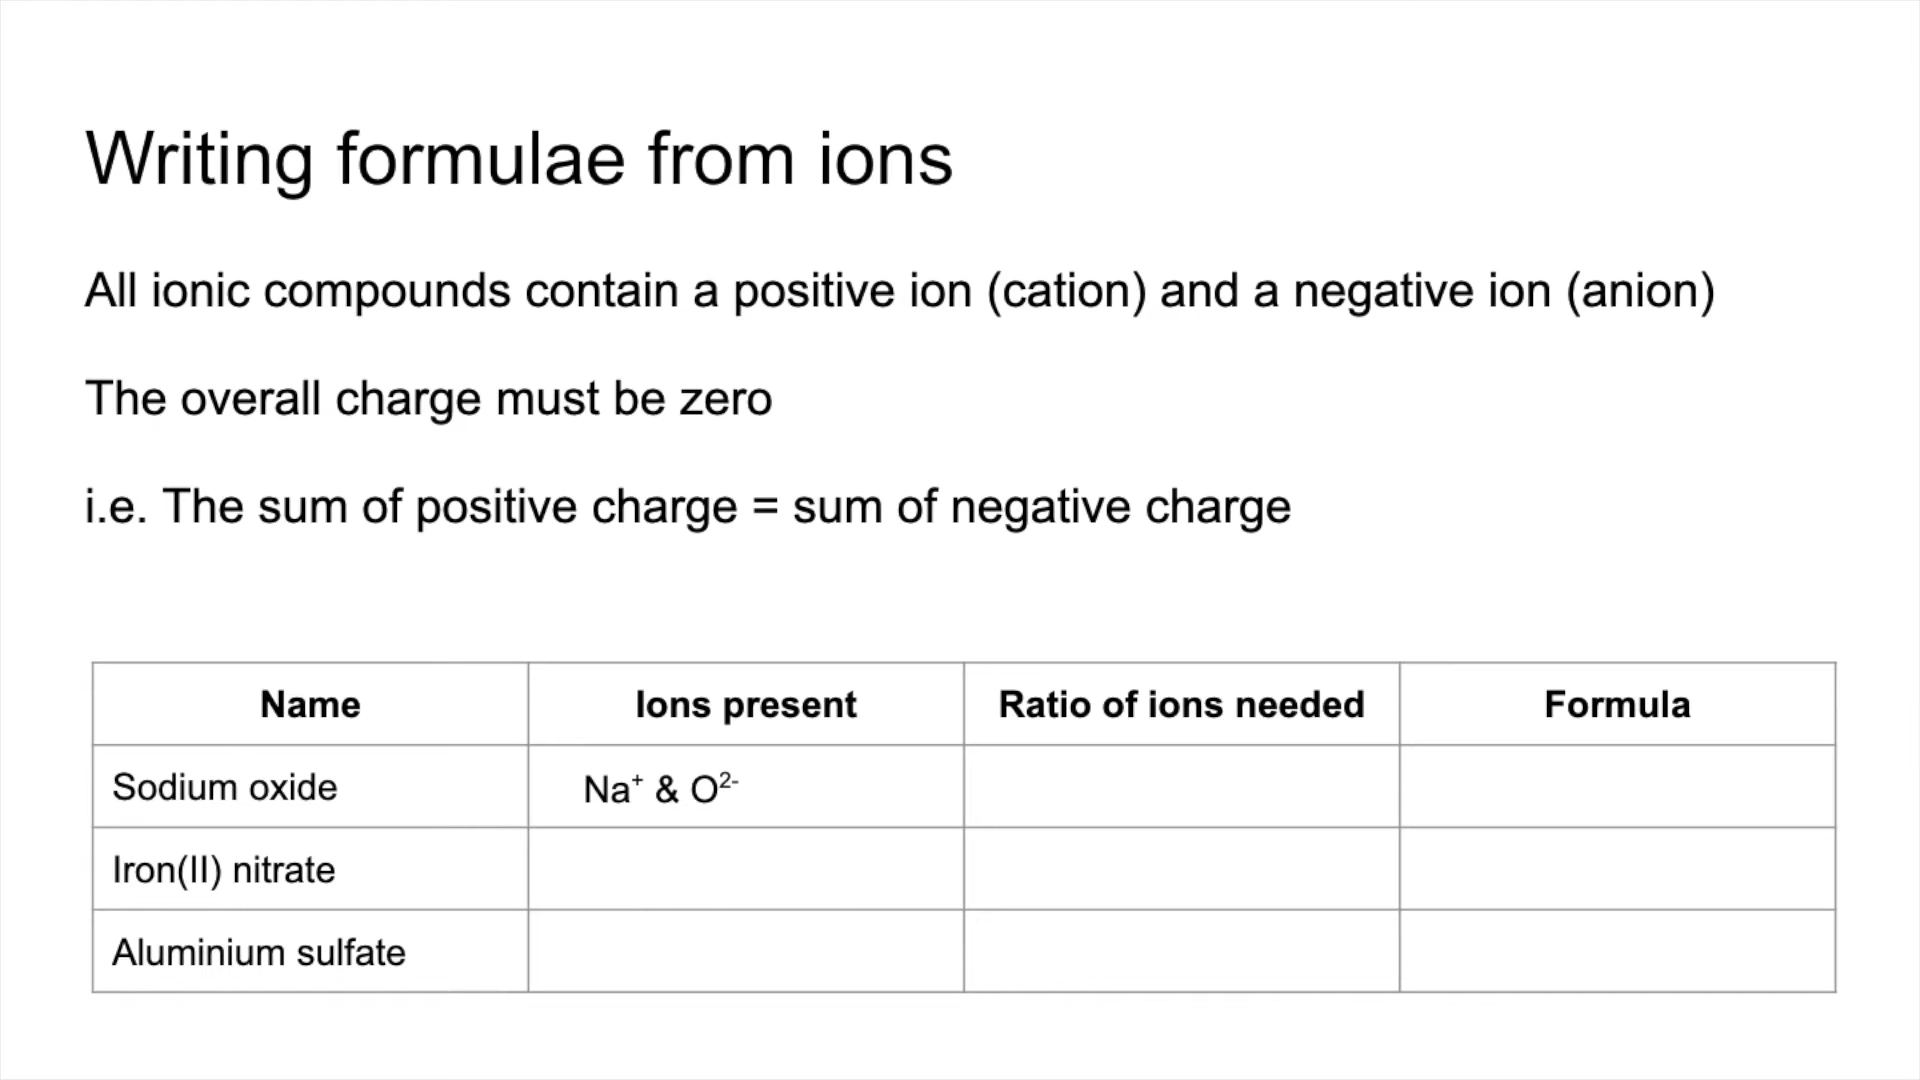 Writing formulae from ions
All ionic compounds contain a positive ion (cation) and a negative ion (anion)
The overall charge must be zero
i.e. The sum of positive charge = sum of negative charge
Name Ions present Ratio of ions needed Formula
Sodium oxide Na⁺ & O²⁻
Iron(II) nitrate
Aluminium sulfate